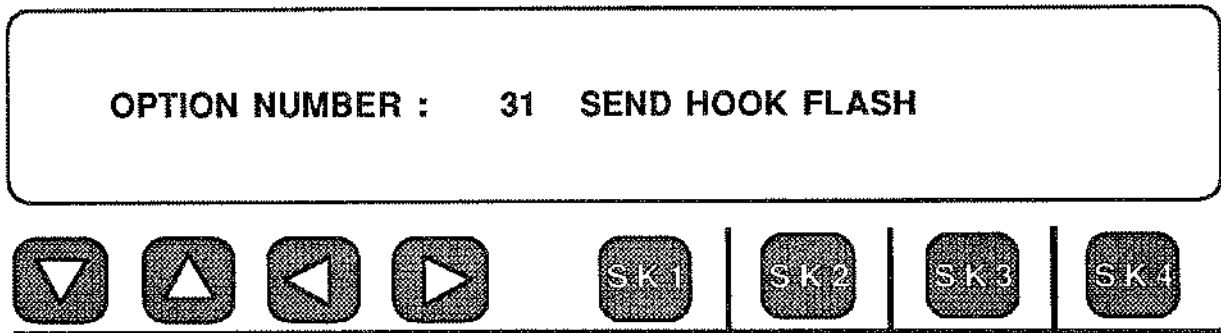 OPTION NUMBER : 31 SEND HOOK FLASH
SK1 SK2 SK3 SK4